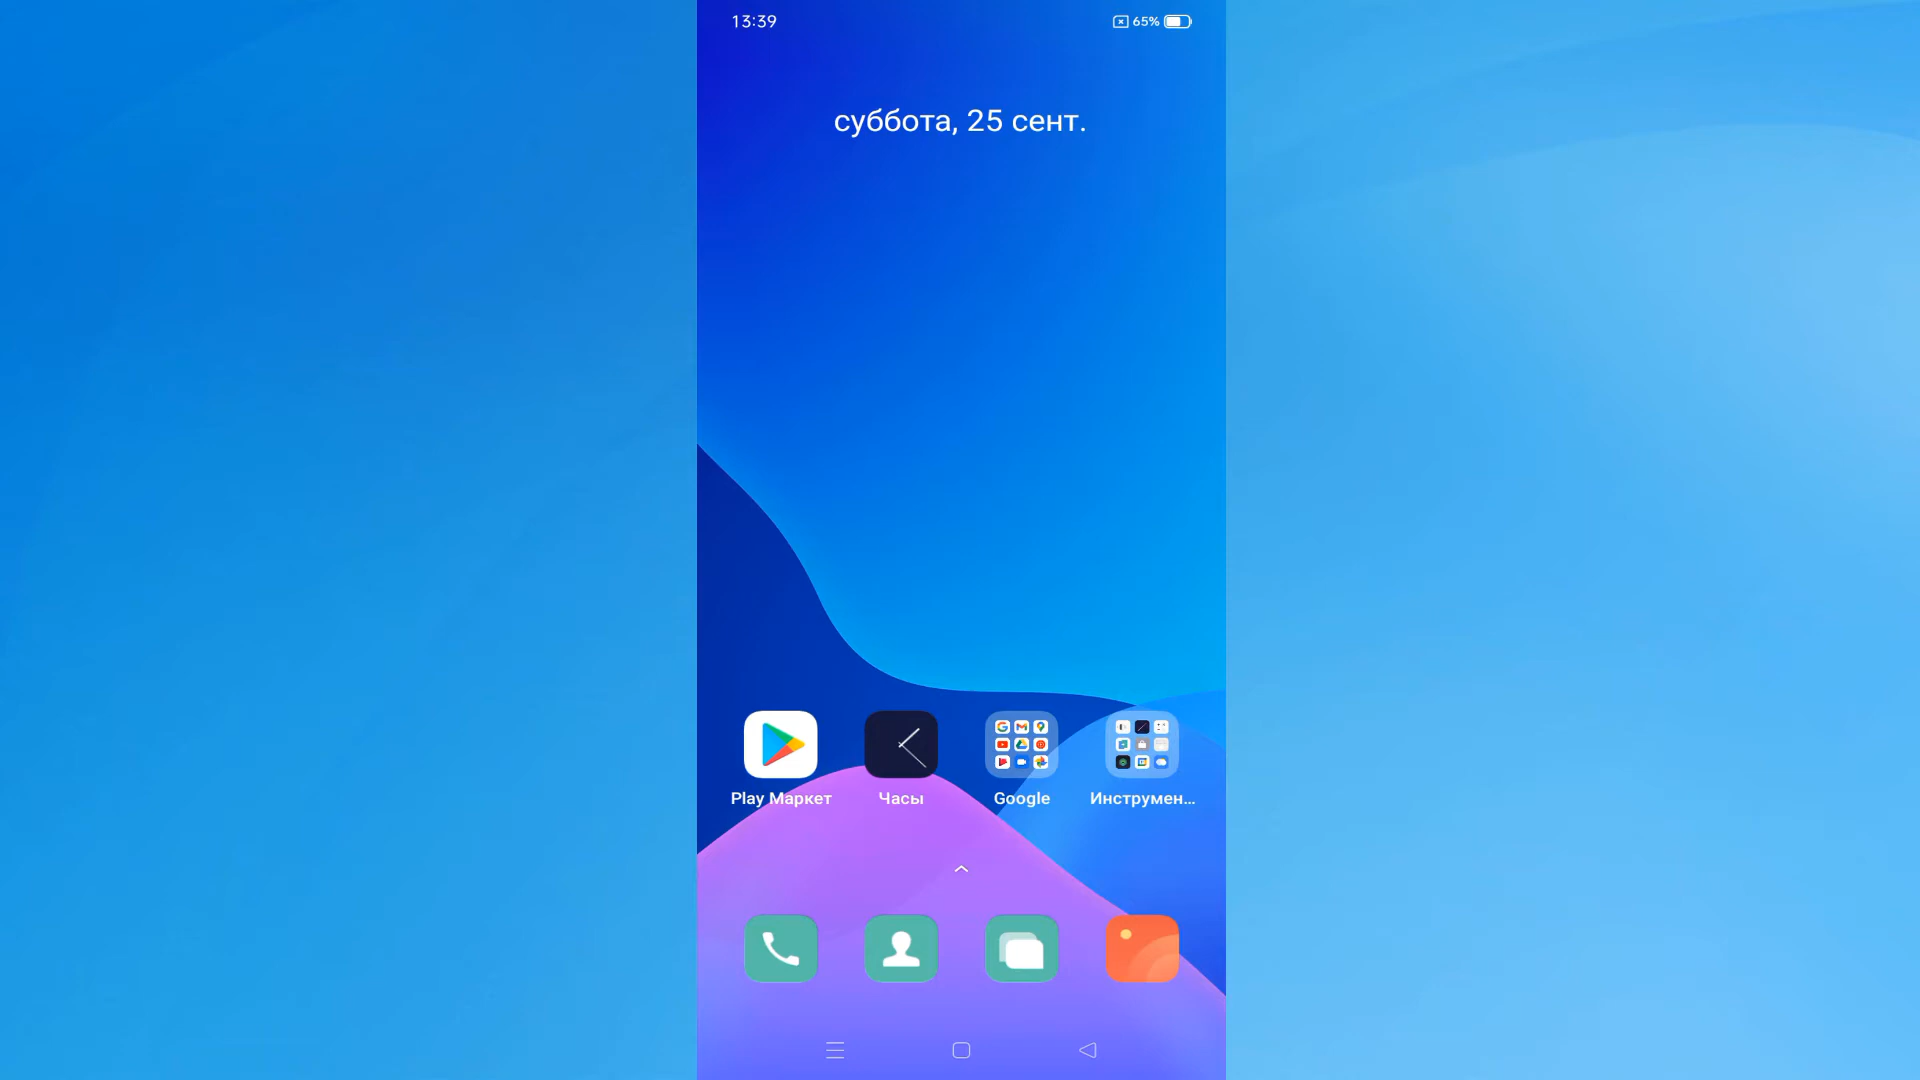 13:39
65%
суббота, 25 сент.
Play Маркет
Часы
Google
Инструмен...